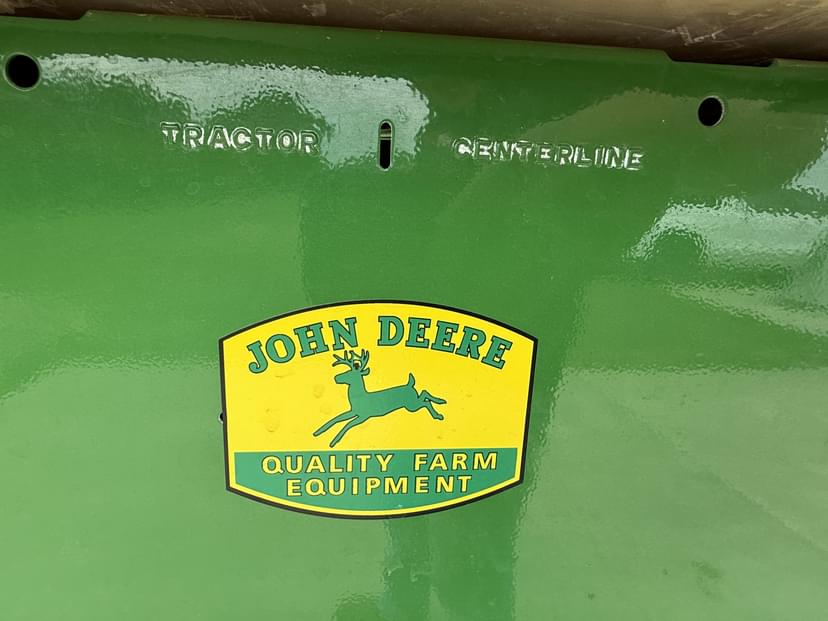 TRACTOR CENTERLINE
JOHN DEERE
QUALITY FARM
EQUIPMENT